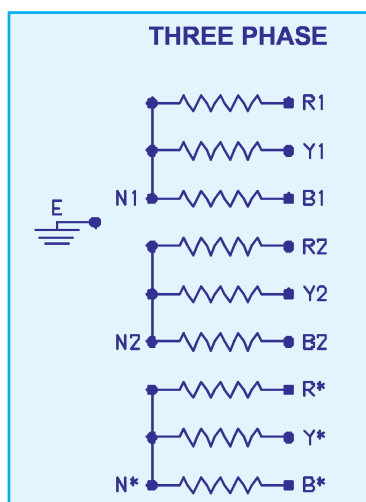 THREE PHASE
R1
Y1
E
N1 B1
R2
Y2
N2 B2
R*
Y*
N* B*